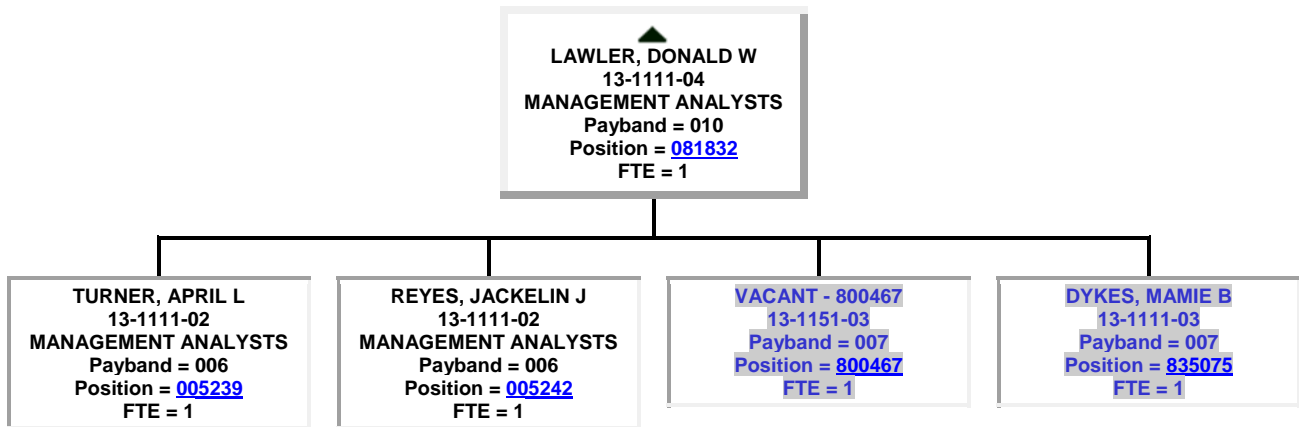 LAWLER, DONALD W
13-1111-04
MANAGEMENT ANALYSTS
Payband = 010
Position = 081832
FTE = 1
TURNER, APRIL L
13-1111-02
MANAGEMENT ANALYSTS
Payband = 006
Position = 005239
FTE = 1
REYES, JACKELIN J
13-1111-02
MANAGEMENT ANALYSTS
Payband = 006
Position = 005242
FTE = 1
VACANT - 800467
13-1151-03
Payband = 007
Position = 800467
FTE = 1
DYKES, MAMIE B
13-1111-03
Payband = 007
Position = 835075
FTE = 1